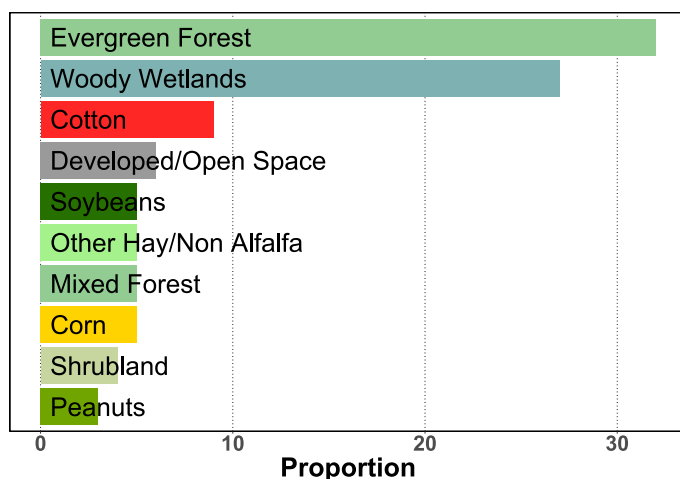 Evergreen Forest
Woody Wetlands
Cotton
Developed/Open Space
Soybeans
Other Hay/Non Alfalfa
Mixed Forest
Corn
Shrubland
Peanuts
0 10 20 30
Proportion